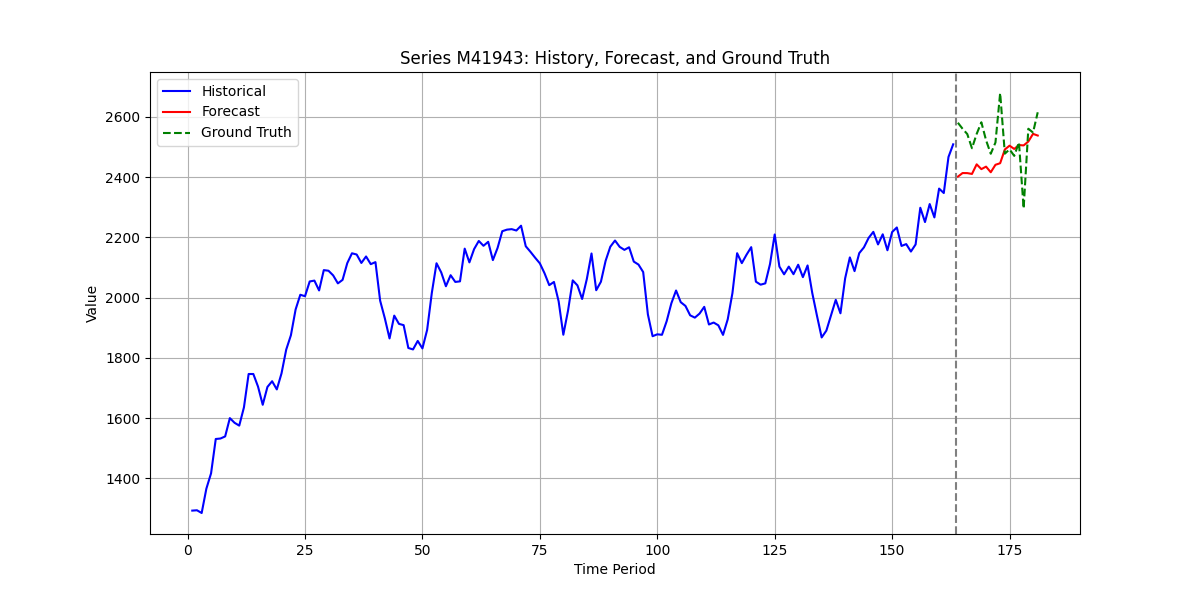 Series M41943: History, Forecast, and Ground Truth
Historical
Forecast
Ground Truth
2600
2400
2200
2000
1800
1600
1400
Value
0 25 50 75 100 125 150 175
Time Period